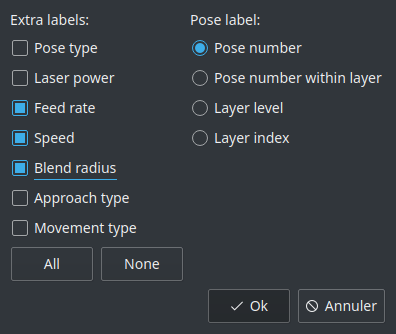 Extra labels:
Pose type
Laser power
Feed rate
Speed
Blend radius
Approach type
Movement type
All
None
Pose label:
Pose number
Pose number within layer
Layer level
Layer index
Ok
Annuler